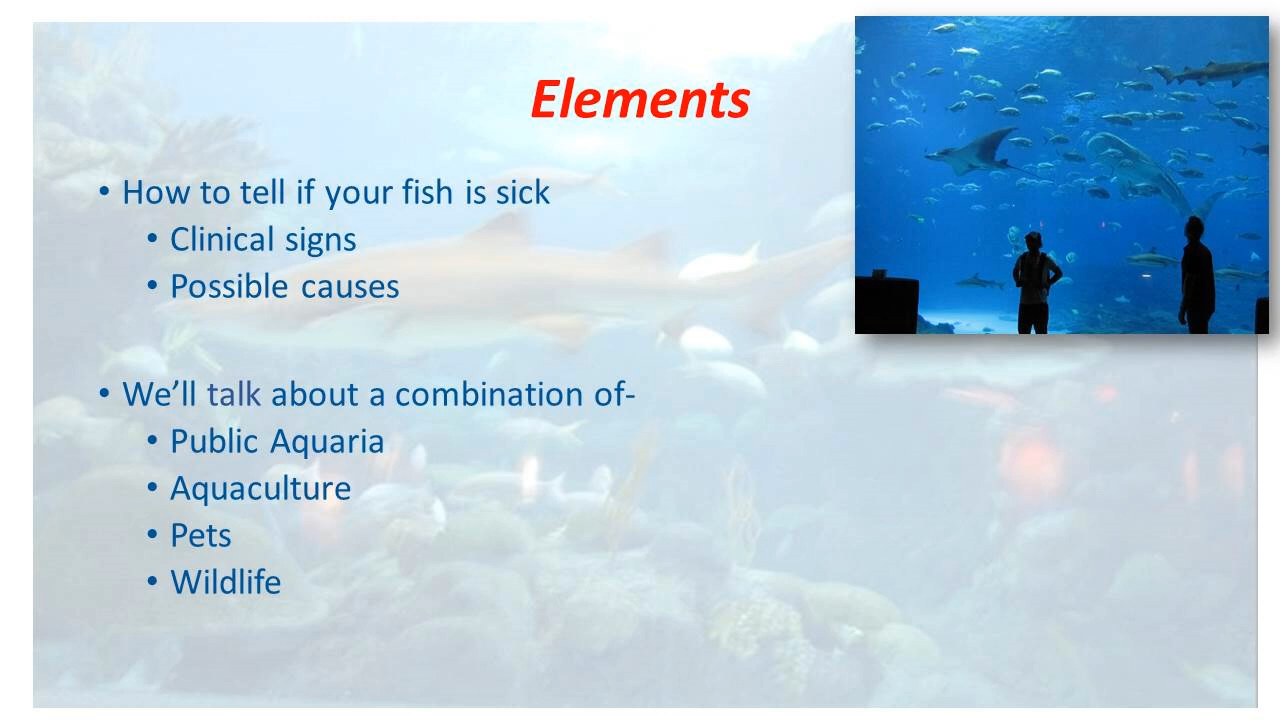 Elements
• How to tell if your fish is sick
• Clinical signs
• Possible causes
• We’ll talk about a combination of-
• Public Aquaria
• Aquaculture
• Pets
• Wildlife